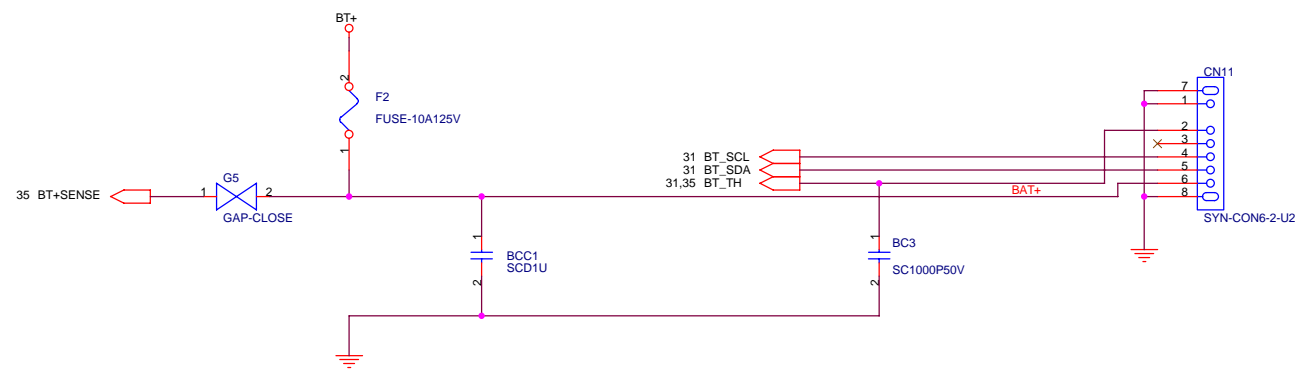 BT+
CN11
7
1
2
F2
FUSE-10A125V
2
3
1
31 BT_SCL
4
31 BT_SDA
5
31,35 BT_TH
6
BAT+
8
35 BT+SENSE
1
G5
2
GAP-CLOSE
SYN-CON6-2-U2
1
BCC1
SCD1U
2
1
BC3
SC1000P50V
2